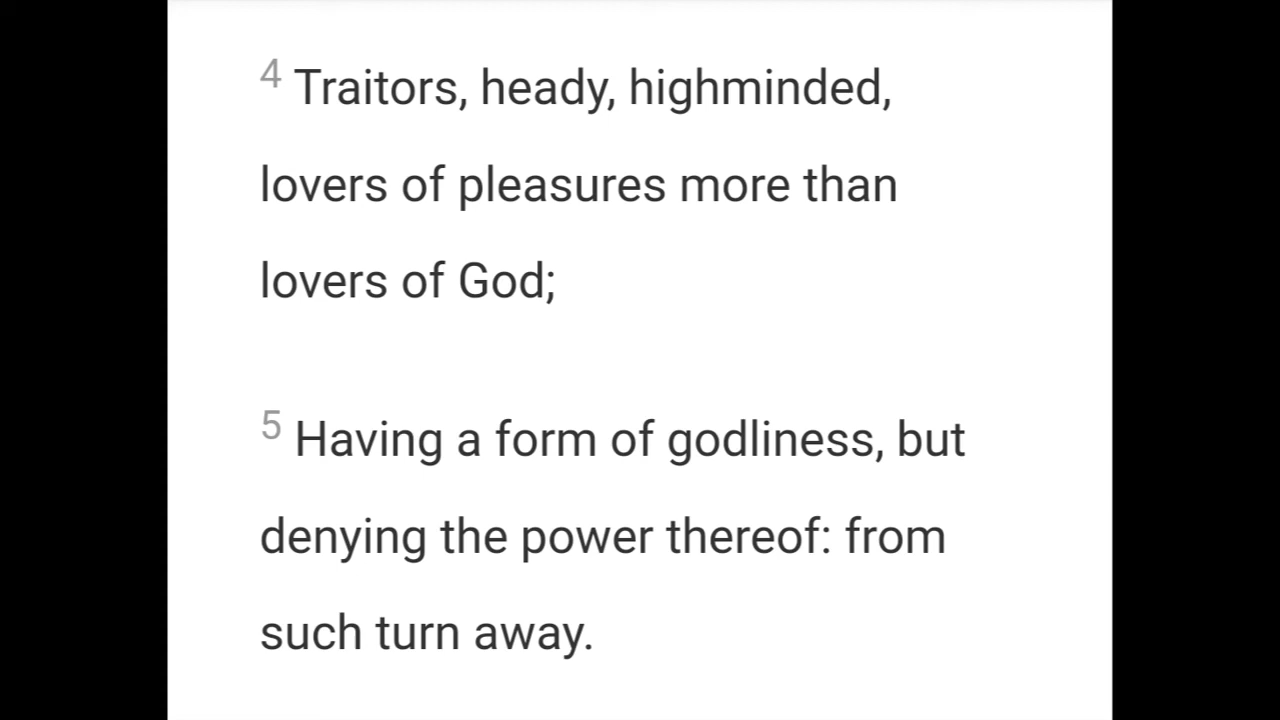 4 Traitors, heady, highminded,
lovers of pleasures more than
lovers of God;
5 Having a form of godliness, but
denying the power thereof: from
such turn away.